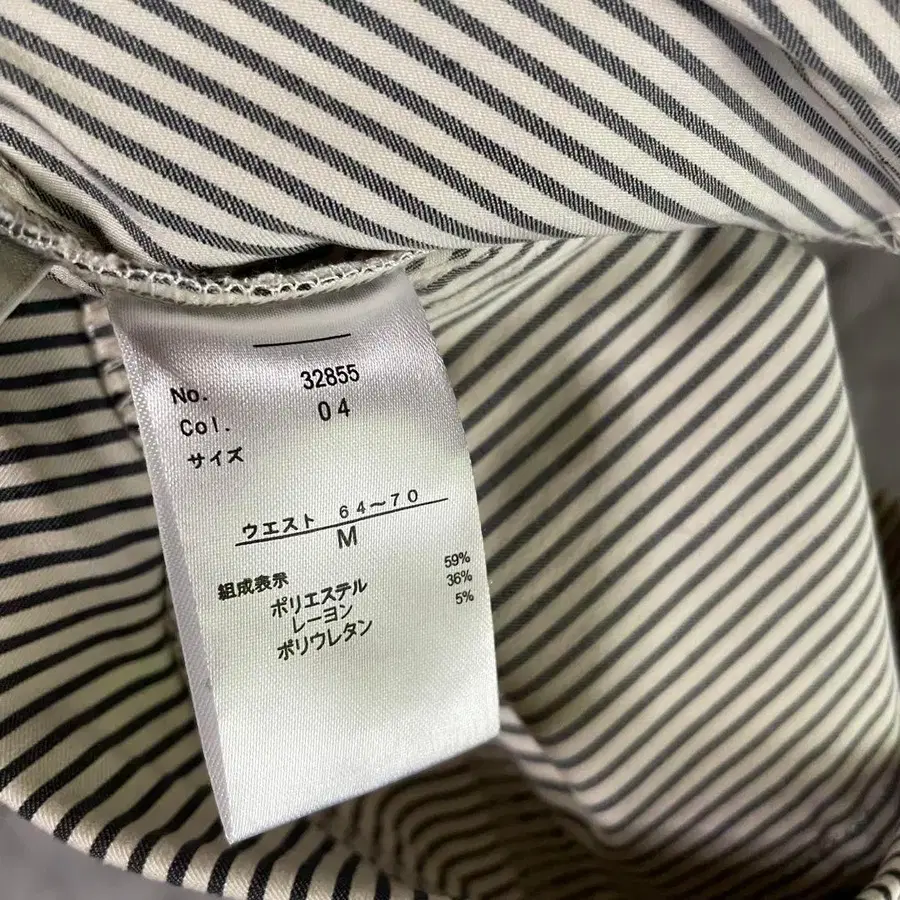 No. 32855
Col. 04
サイズ
ウエスト 64～70
M
組成表示
ポリエステル 59%
レーヨン 36%
ポリウレタン 5%